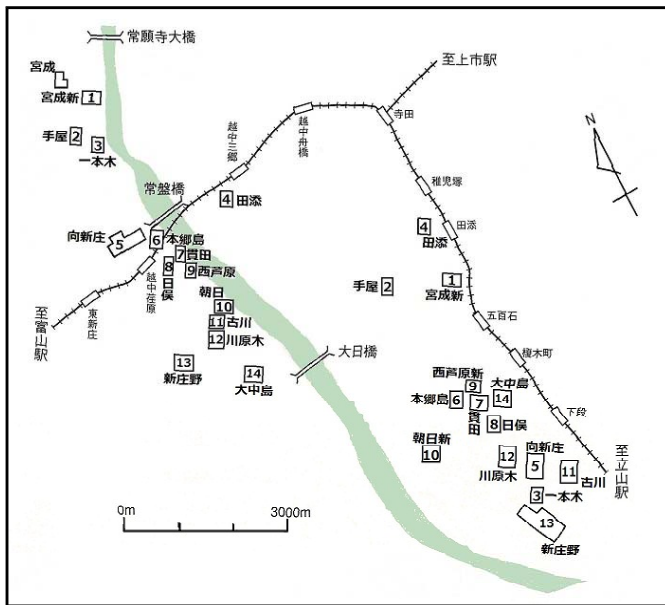 常願寺大橋
宮成
宮成新
1
手屋
2
3
一本木
常盤橋
向新庄
5
6
本郷島
7
貫田
8
日俣
9
西芦原
朝日
10
11
古川
12
川原木
13
新庄野
14
大中島
4
田添
越中三郷
越中舟橋
至上市駅
寺田
稚児塚
田添
4
田添
手屋
2
1
宮成新
五百石
榎木町
下段
至立山駅
至富山駅
東新庄
越中荏原
大日橋
N
西芦原新
9
大中島
14
本郷島
6
7
貫田
8
日俣
朝日新
10
12
川原木
向新庄
5
11
古川
3
一本木
13
新庄野
0m
3000m